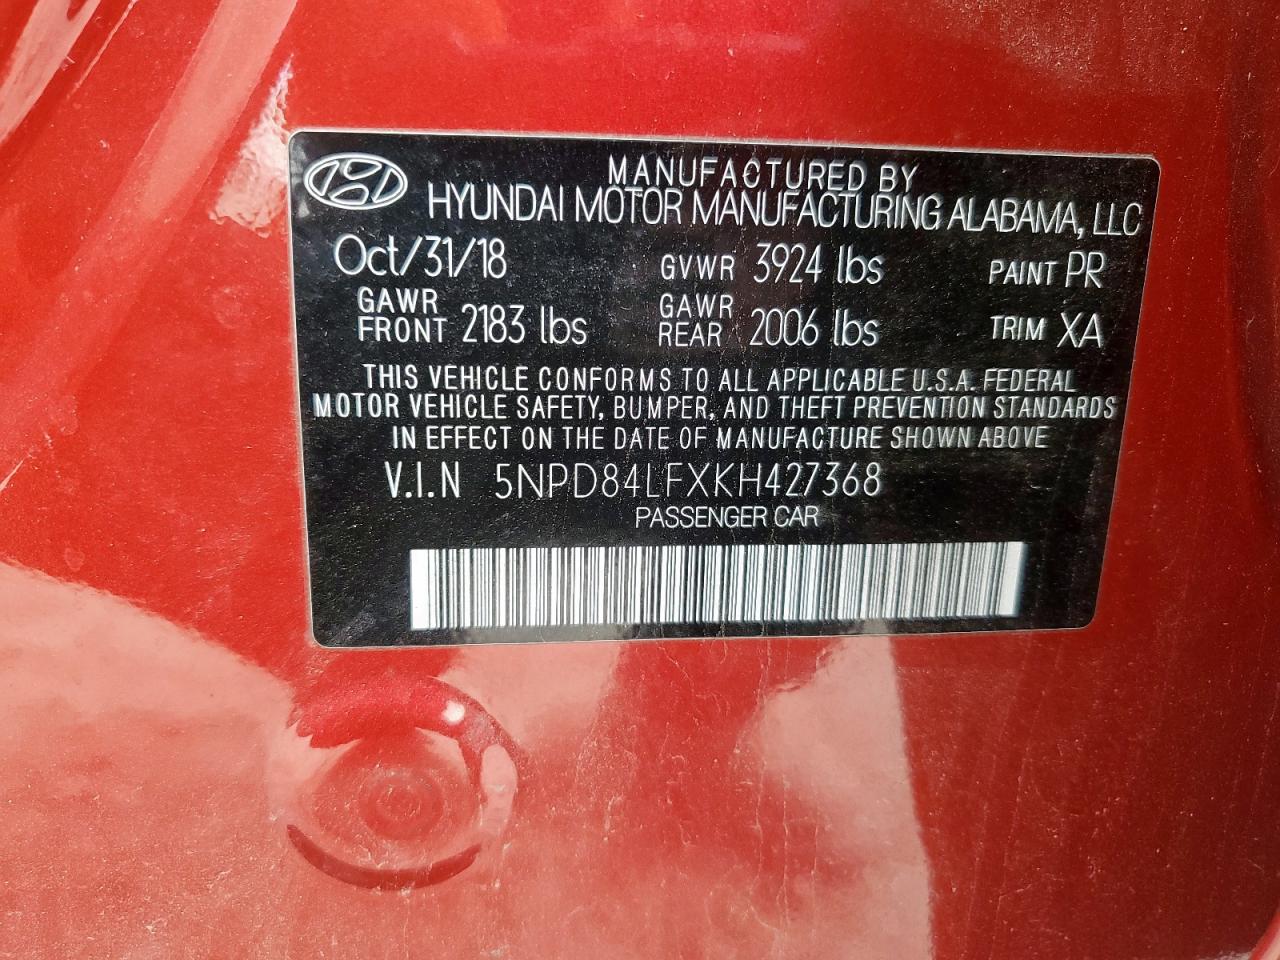 MANUFACTURED BY
HYUNDAI MOTOR MANUFACTURING ALABAMA, LLC
Oct/31/18 GVWR 3924 lbs PAINT PR
GAWR FRONT 2183 lbs GAWR REAR 2006 lbs TRIM XA
THIS VEHICLE CONFORMS TO ALL APPLICABLE U.S.A. FEDERAL
MOTOR VEHICLE SAFETY, BUMPER, AND THEFT PREVENTION STANDARDS
IN EFFECT ON THE DATE OF MANUFACTURE SHOWN ABOVE
V.I.N 5NPD84LFXKH427368
PASSENGER CAR